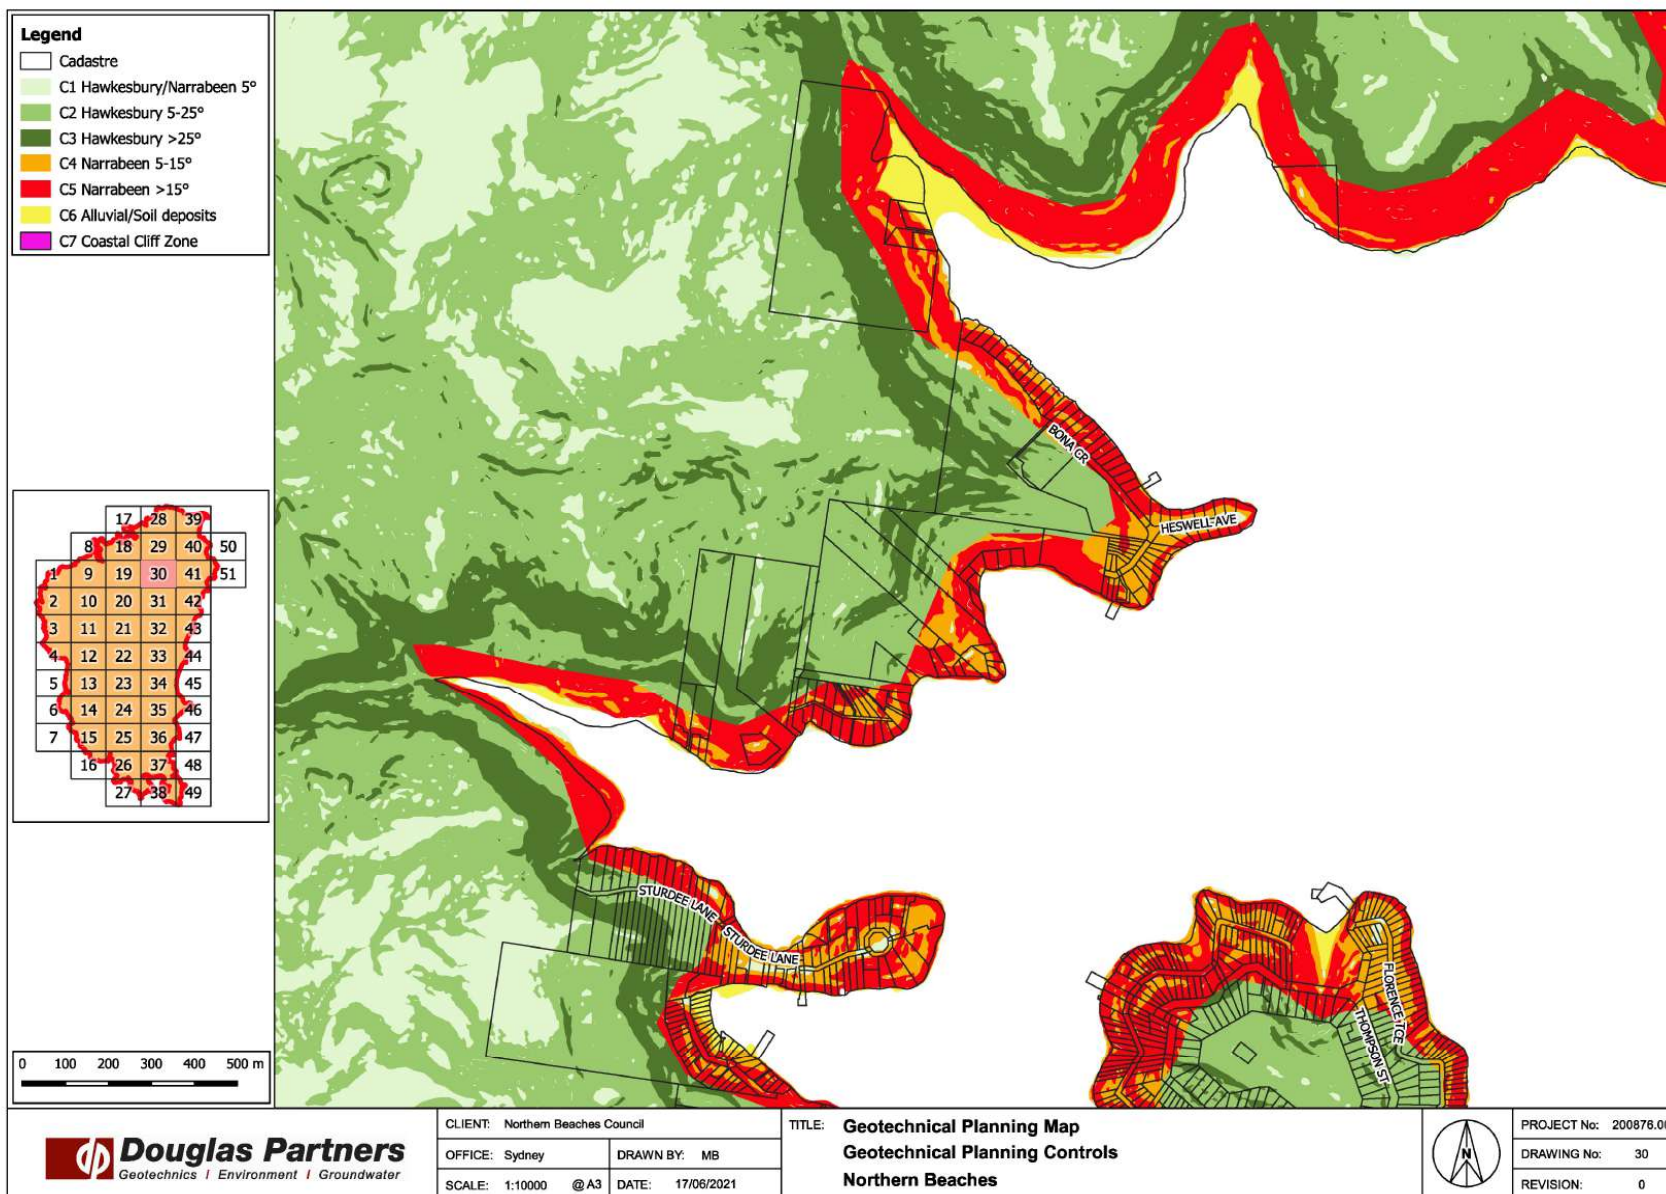 Legend
Cadastre
C1 Hawkesbury/Narrabeen 5°
C2 Hawkesbury 5-25°
C3 Hawkesbury >25°
C4 Narrabeen 5-15°
C5 Narrabeen >15°
C6 Alluvial/Soil deposits
C7 Coastal Cliff Zone
BONA CR
HESWELL AVE
STURDEE LANE
STURDEE LANE
FLORENCE TCE
THOMPSON ST
17 28 39
8 18 29 40 50
1 9 19 30 41 51
2 10 20 31 42
3 11 21 32 43
4 12 22 33 44
5 13 23 34 45
6 14 24 35 46
7 15 25 36 47
16 26 37 48
27 38 49
0 100 200 300 400 500 m
Douglas Partners
Geotechnics / Environment / Groundwater
CLIENT: Northern Beaches Council
OFFICE: Sydney DRAWN BY: MB
SCALE: 1:10000 @ A3 DATE: 17/06/2021
TITLE: Geotechnical Planning Map
Geotechnical Planning Controls
Northern Beaches
N
PROJECT No: 200876.0
DRAWING No: 30
REVISION: 0